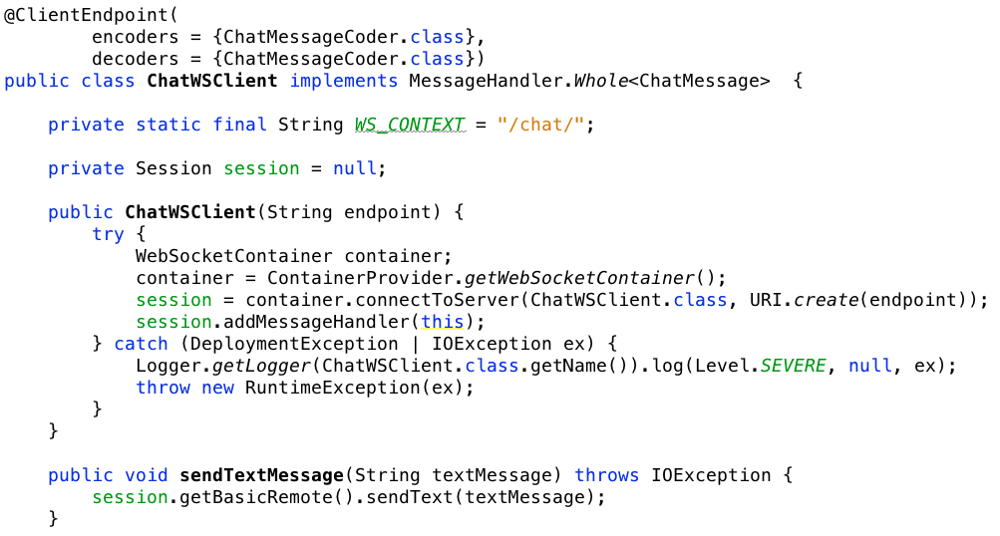 @ClientEndpoint(
        encoders = {ChatMessageCoder.class},
        decoders = {ChatMessageCoder.class})
public class ChatWSClient implements MessageHandler.Whole<ChatMessage>  {
    private static final String WS_CONTEXT = "/chat/";
    private Session session = null;
    public ChatWSClient(String endpoint) {
        try {
            WebSocketContainer container;
            container = ContainerProvider.getWebSocketContainer();
            session = container.connectToServer(ChatWSClient.class, URI.create(endpoint));
            session.addMessageHandler(this);
        } catch (DeploymentException | IOException ex) {
            Logger.getLogger(ChatWSClient.class.getName()).log(Level.SEVERE, null, ex);
            throw new RuntimeException(ex);
        }
    }
    public void sendTextMessage(String textMessage) throws IOException {
        session.getBasicRemote().sendText(textMessage);
    }